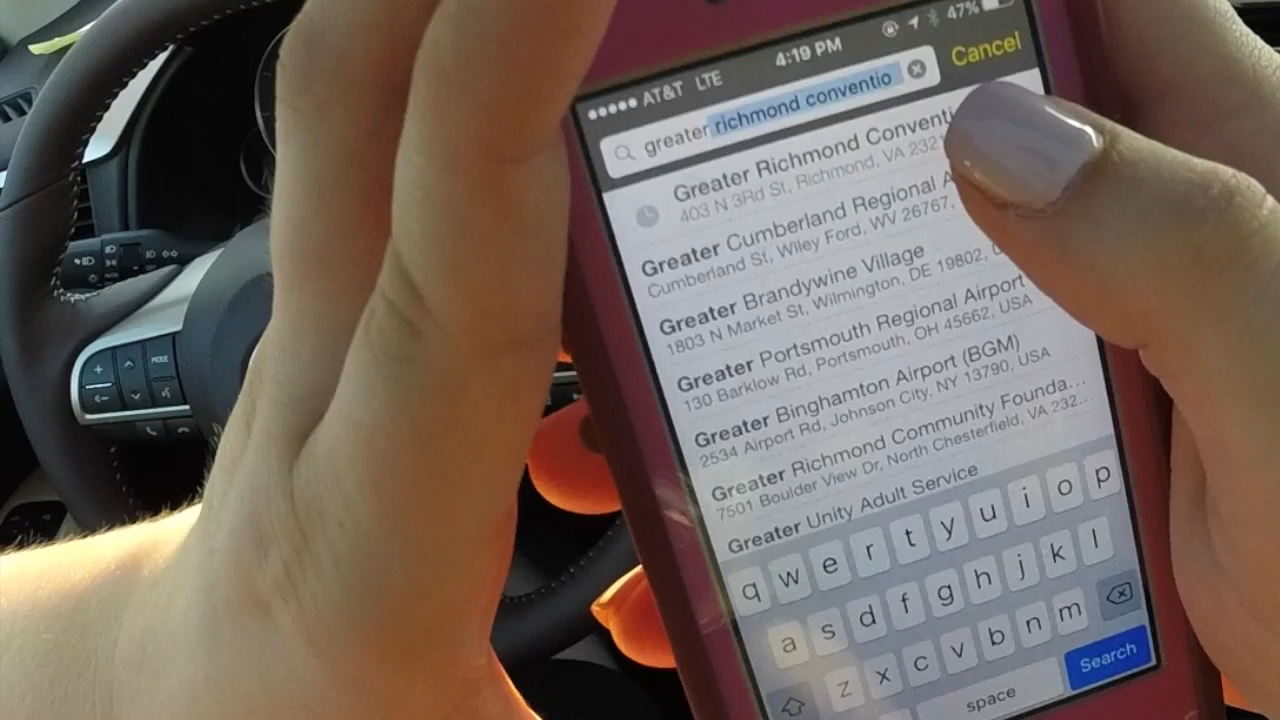 AT&T LTE 4:19 PM 47%
greater richmond conventio Cancel
Greater Richmond
403 N 3Rd St, Richmond, VA
Greater Cumberland Regional
Cumberland St, Wiley Ford, WV 26767,
Greater Brandywine Village
1803 N Market St, Wilmington, DE 19802,
Greater Portsmouth Regional Airport
130 Barklow Rd, Portsmouth, OH 45662, USA
Greater Binghamton Airport (BGM)
2534 Airport Rd, Johnson City, NY 13790, USA
Greater Richmond Community Founda...
7501 Boulder View Dr, North Chesterfield, VA 232...
Greater Unity Adult Service
q w e r t y u i o p
a s d f g h j k l
z x c v b n m
space Search
MODE